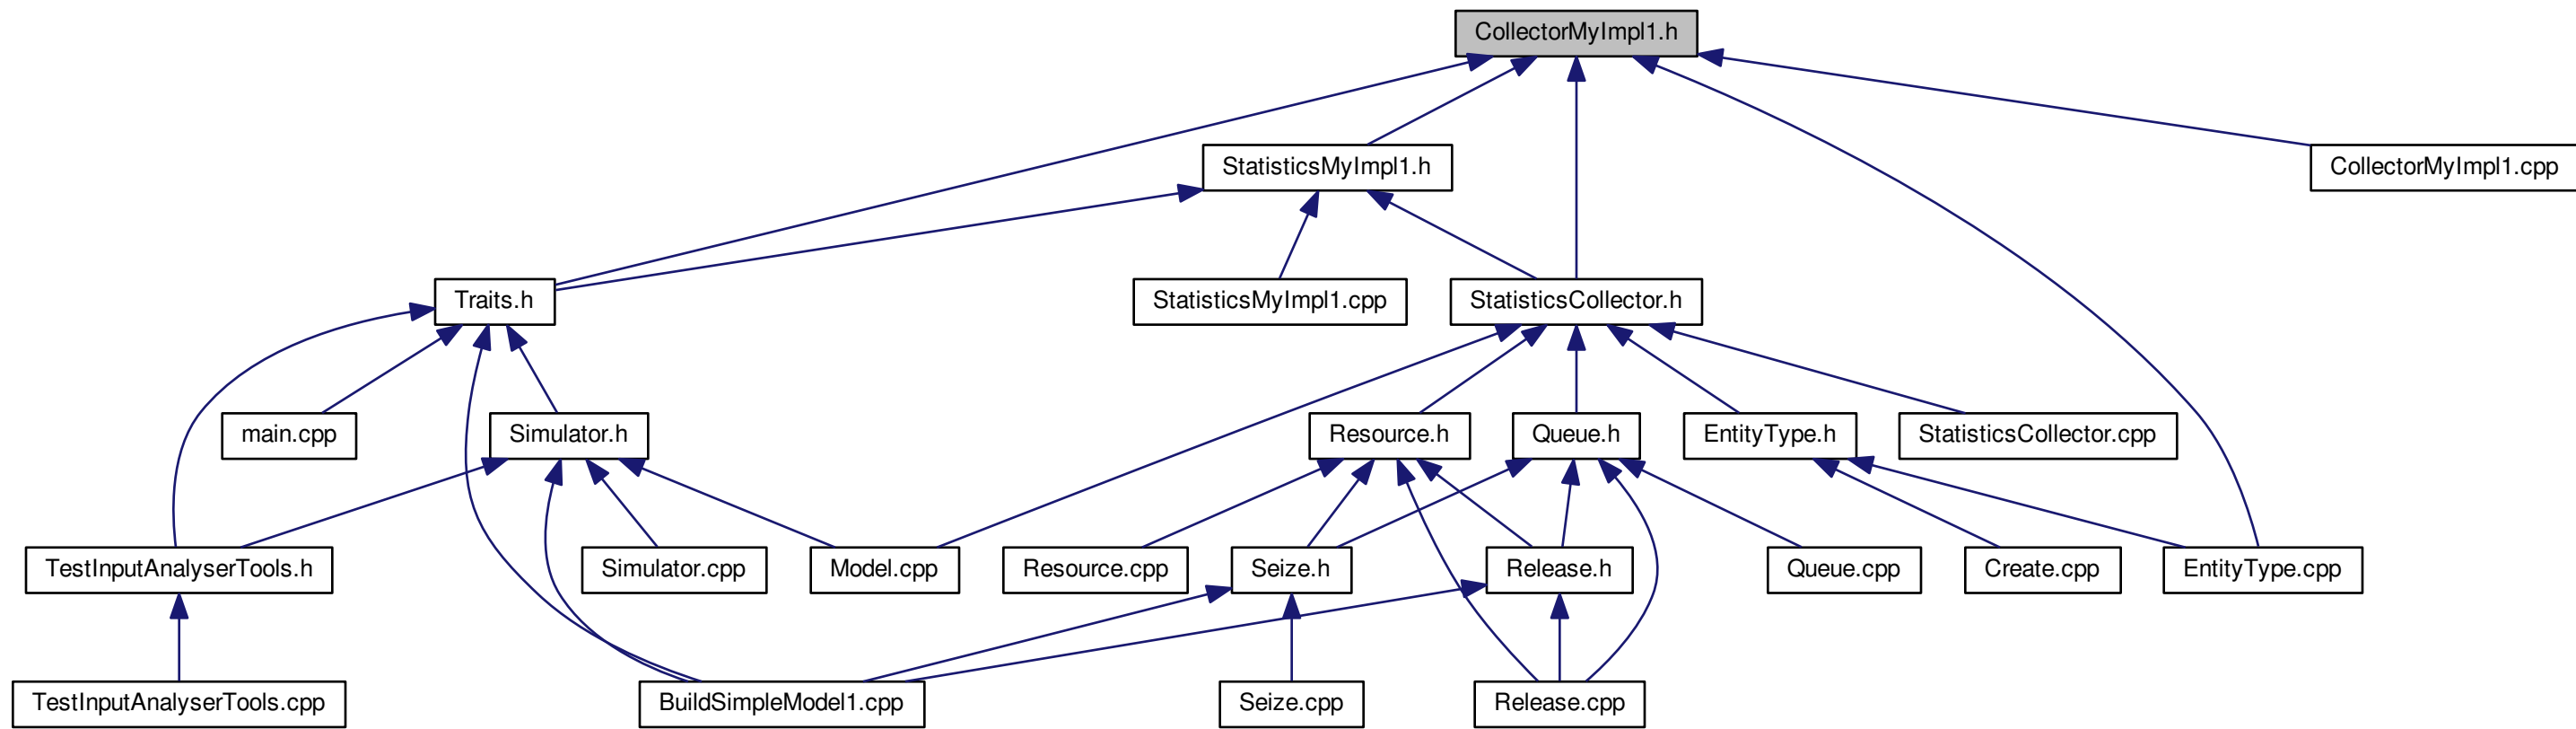 CollectorMyImpl1.h
StatisticsMyImpl1.h
CollectorMyImpl1.cpp
Traits.h
StatisticsMyImpl1.cpp
StatisticsCollector.h
main.cpp
Simulator.h
Resource.h
Queue.h
EntityType.h
StatisticsCollector.cpp
TestInputAnalyserTools.h
Simulator.cpp
Model.cpp
Resource.cpp
Seize.h
Release.h
Queue.cpp
Create.cpp
EntityType.cpp
TestInputAnalyserTools.cpp
BuildSimpleModel1.cpp
Seize.cpp
Release.cpp